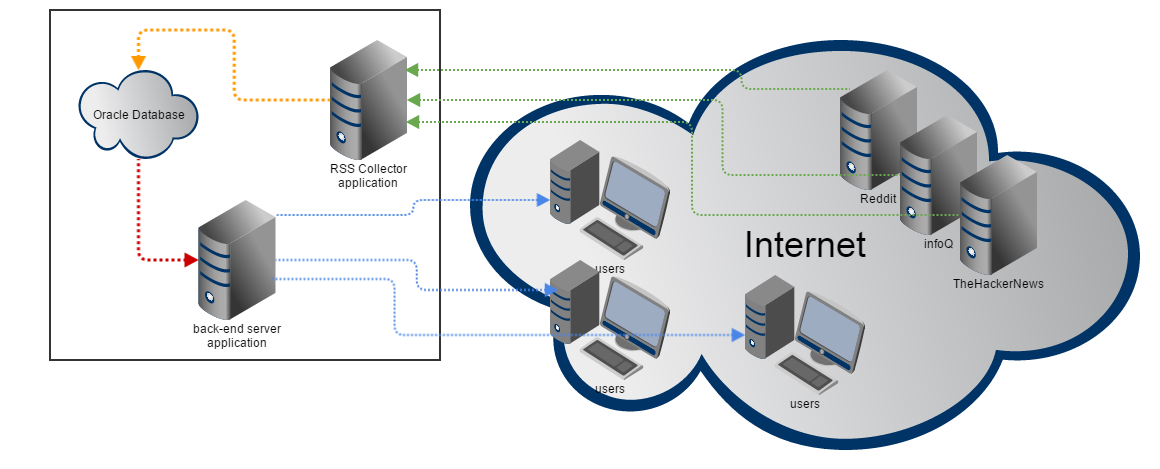 Oracle Database
RSS Collector
application
back-end server
application
users
users
users
Internet
Reddit
infoQ
TheHackerNews